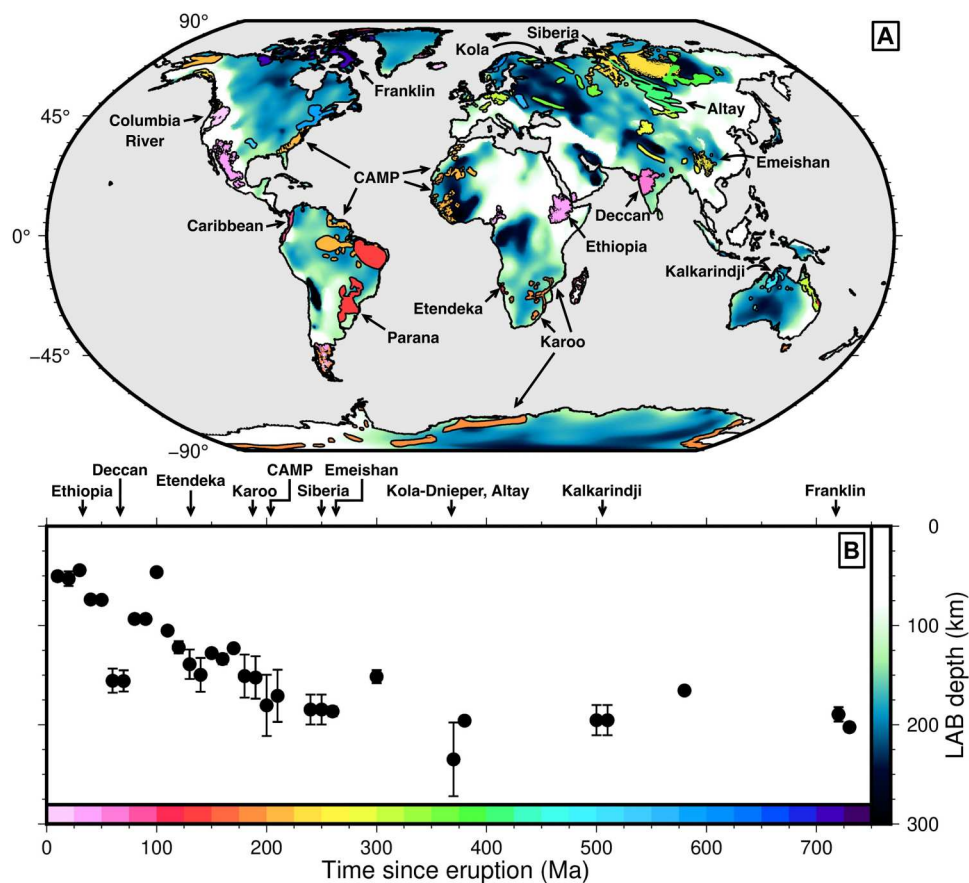 90°
Siberia
A
Kola
Franklin
45°
Columbia
River
Altay
Emeishan
CAMP
Caribbean
Deccan
0°
Ethiopia
Kalkarindji
Etendeka
Karoo
Parana
−45°
−90°
Deccan
Ethiopia
Etendeka
CAMP
Karoo
Emeishan
Siberia
Kola-Dnieper, Altay
Kalkarindji
Franklin
B
0
100
200
300
LAB depth (km)
0 100 200 300 400 500 600 700
Time since eruption (Ma)